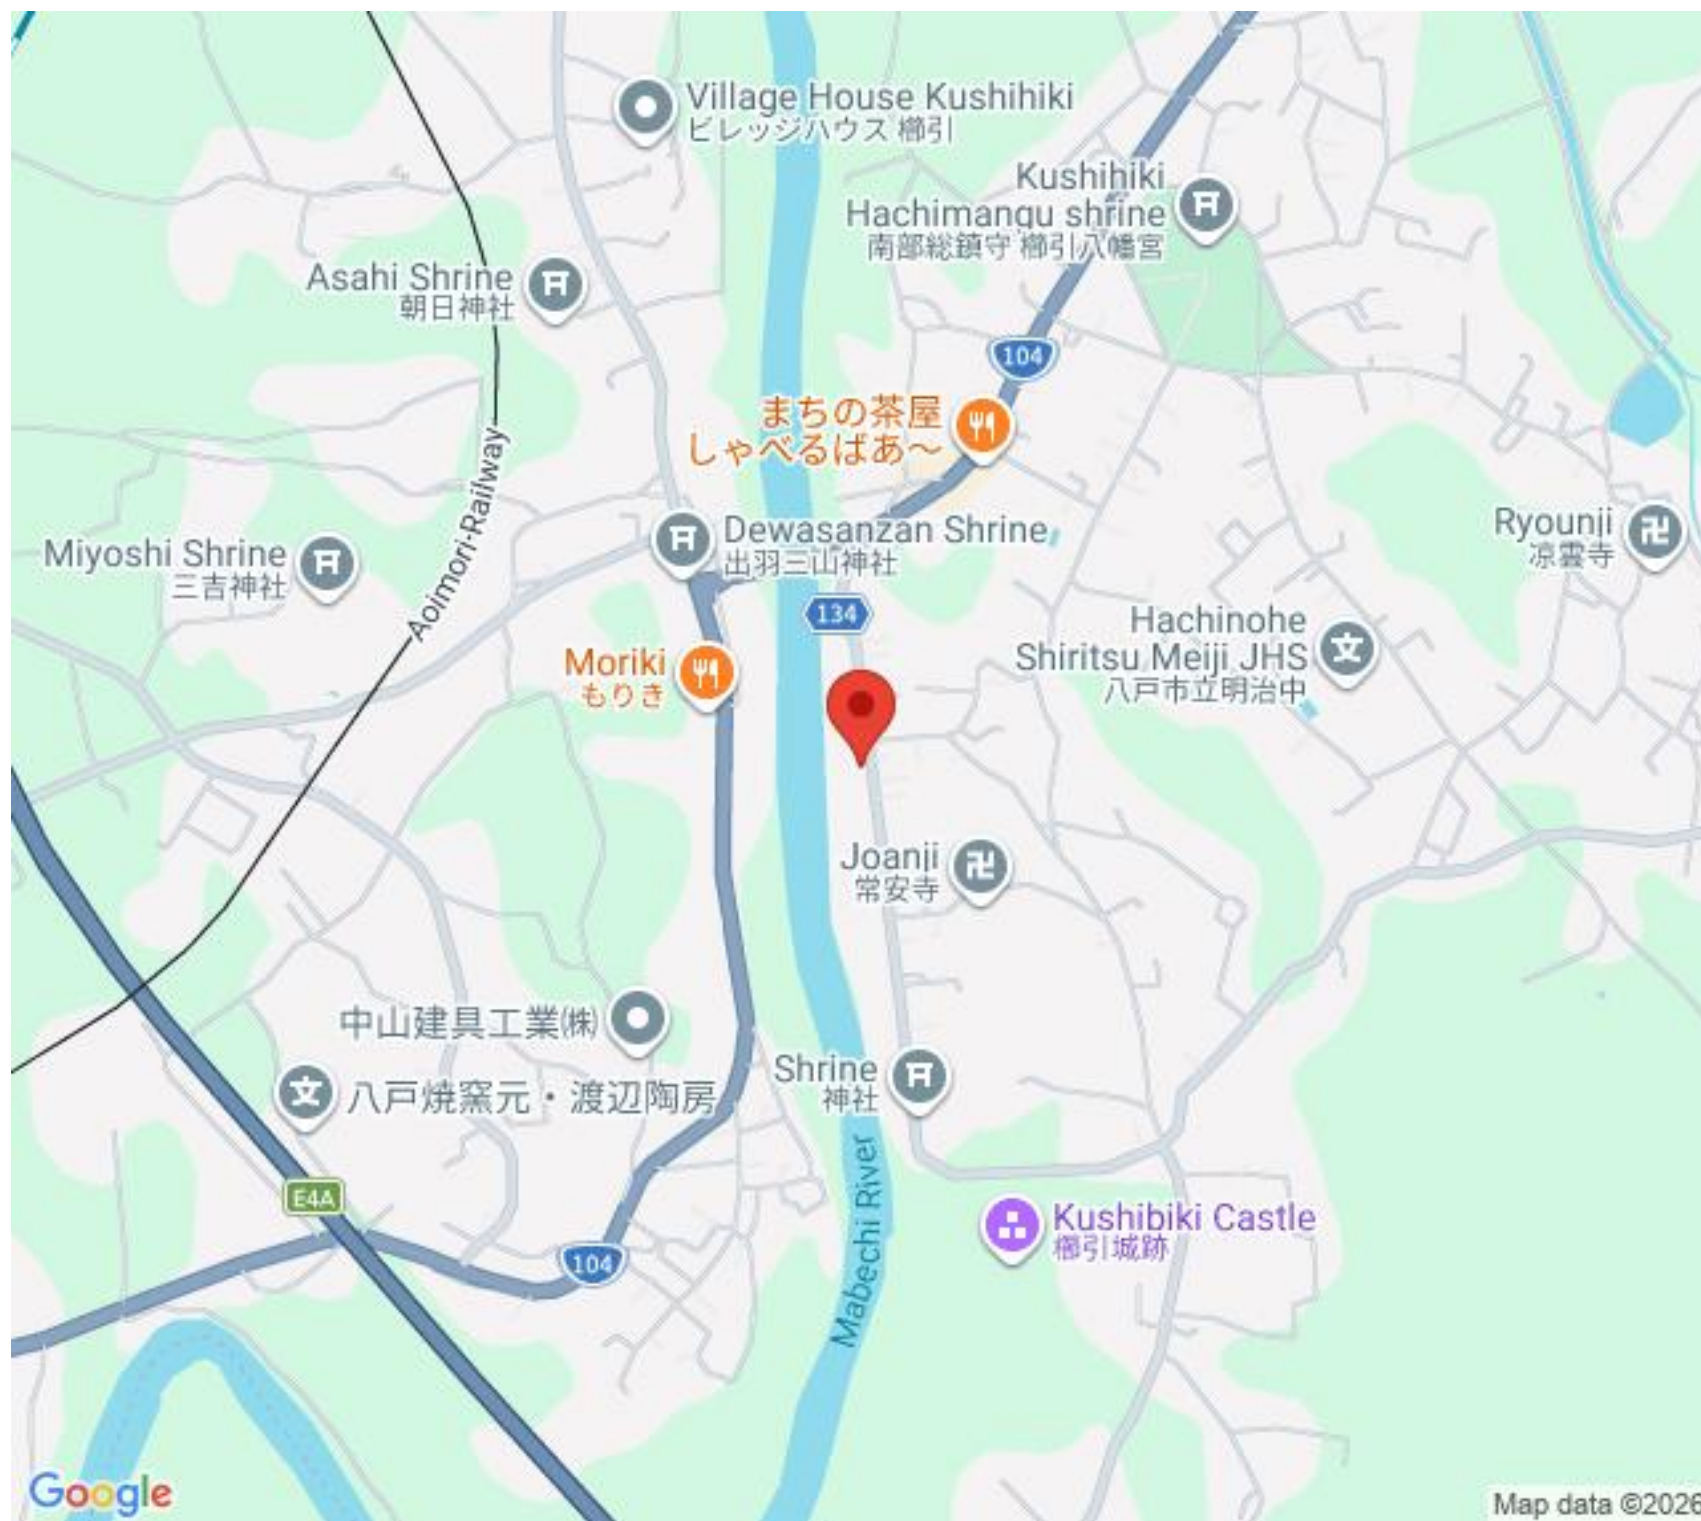 Village House Kushihiki
ビレッジハウス 櫛引
Kushihiki
Hachimangu shrine
南部総鎮守 櫛引八幡宮
Asahi Shrine
朝日神社
104
まちの茶屋
しゃべるばあ〜
Aoimori-Railway
Dewasanzan Shrine
出羽三山神社
Ryounji
凉雲寺
Miyoshi Shrine
三吉神社
134
Hachinohe
Shiritsu Meiji JHS
八戸市立明治中
文
Moriki
もりき
Joanji
常安寺
中山建具工業㈱
Shrine
神社
文
八戸焼窯元・渡辺陶房
Mabechi River
E4A
Kushibiki Castle
櫛引城跡
104
Google
Map data ©2026